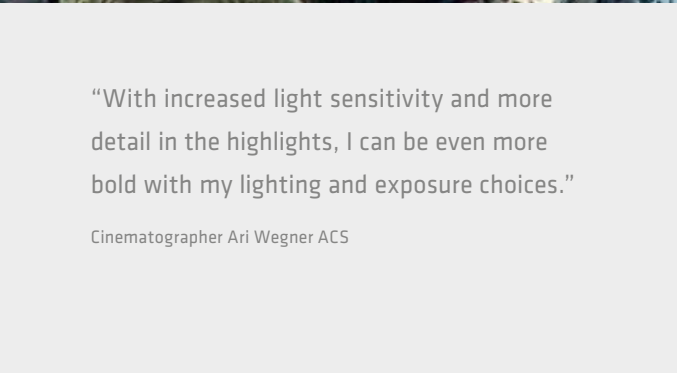 “With increased light sensitivity and more
detail in the highlights, I can be even more
bold with my lighting and exposure choices.”
Cinematographer Ari Wegner ACS